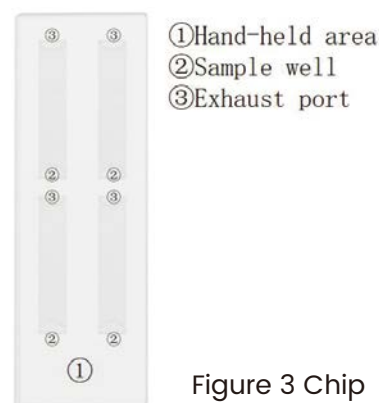 ③ ③
①Hand-held area
②Sample well
③Exhaust port
② ②
③ ③
② ②
①
Figure 3 Chip